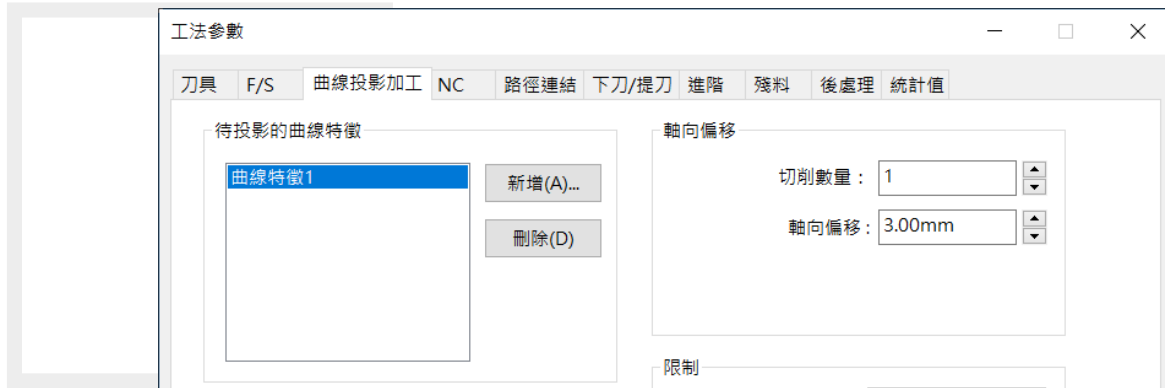 工法參數
刀具 F/S 曲線投影加工 NC 路徑連結 下刀/提刀 進階 殘料 後處理 統計值
待投影的曲線特徵
曲線特徵1
新增(A)...
刪除(D)
軸向偏移
切削數量： 1
軸向偏移： 3.00mm
限制